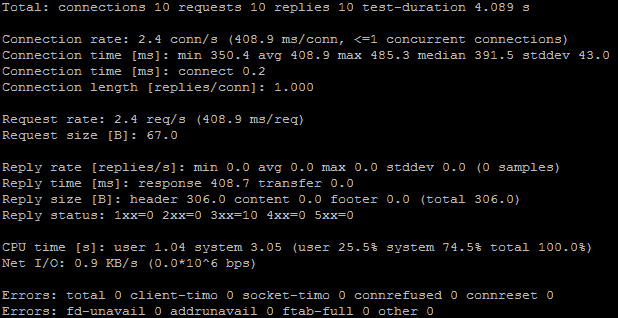 Total: connections 10 requests 10 replies 10 test-duration 4.089 s
Connection rate: 2.4 conn/s (408.9 ms/conn, <=1 concurrent connections)
Connection time [ms]: min 350.4 avg 408.9 max 485.3 median 391.5 stddev 43.0
Connection time [ms]: connect 0.2
Connection length [replies/conn]: 1.000
Request rate: 2.4 req/s (408.9 ms/req)
Request size [B]: 67.0
Reply rate [replies/s]: min 0.0 avg 0.0 max 0.0 stddev 0.0 (0 samples)
Reply time [ms]: response 408.7 transfer 0.0
Reply size [B]: header 306.0 content 0.0 footer 0.0 (total 306.0)
Reply status: 1xx=0 2xx=0 3xx=10 4xx=0 5xx=0
CPU time [s]: user 1.04 system 3.05 (user 25.5% system 74.5% total 100.0%)
Net I/O: 0.9 KB/s (0.0*10^6 bps)
Errors: total 0 client-timo 0 socket-timo 0 connrefused 0 connreset 0
Errors: fd-unavail 0 addrunavail 0 ftab-full 0 other 0